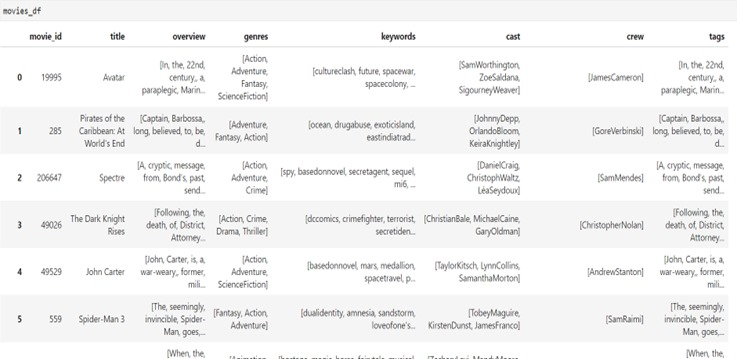 movies_df
movie_id title overview genres keywords cast crew tags
0 19995 Avatar [In, the, 22nd, century,, a, paraplegic, Marin... [Action, Adventure, Fantasy, ScienceFiction] [cultureclash, future, spacewar, spacecolony, ... [SamWorthington, ZoeSaldana, SigourneyWeaver] [JamesCameron] [In, the, 22nd, century,, a, paraplegic, Marin...
1 285 Pirates of the Caribbean: At World's End [Captain, Barbossa,, long, believed, to, be, d... [Adventure, Fantasy, Action] [ocean, drugabuse, exoticisland, eastindiatrad... [JohnnyDepp, OrlandoBloom, KeiraKnightley] [GoreVerbinski] [Captain, Barbossa,, long, believed, to, be, d...
2 206647 Spectre [A, cryptic, message, from, Bond's, past, send... [Action, Adventure, Crime] [spy, basedonnovel, secretagent, sequel, mi6, ... [DanielCraig, ChristophWaltz, LéaSeydoux] [SamMendes] [A, cryptic, message, from, Bond's, past, send...
3 49026 The Dark Knight Rises [Following, the, death, of, District, Attorney... [Action, Crime, Drama, Thriller] [dccomics, crimefighter, terrorist, secretiden... [ChristianBale, MichaelCaine, GaryOldman] [ChristopherNolan] [Following, the, death, of, District, Attorney...
4 49529 John Carter [John, Carter, is, a, war-weary,, former, mili... [Action, Adventure, ScienceFiction] [basedonnovel, mars, medallion, spacetravel, p... [TaylorKitsch, LynnCollins, SamanthaMorton] [AndrewStanton] [John, Carter, is, a, war-weary,, former, mili...
5 559 Spider-Man 3 [The, seemingly, invincible, Spider-Man, goes,... [Fantasy, Action, Adventure] [dualidentity, amnesia, sandstorm, loveofone's... [TobeyMaguire, KirstenDunst, JamesFranco] [SamRaimi] [The, seemingly, invincible, Spider-Man, goes,...
[When, the, [When, the,